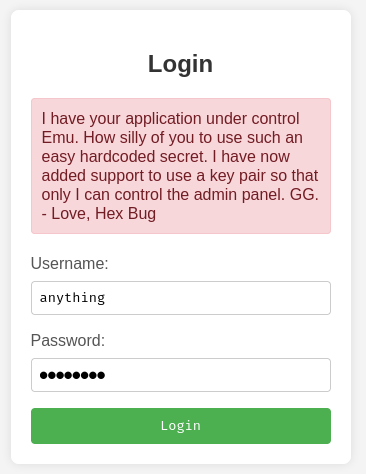 Login
I have your application under control
Emu. How silly of you to use such an
easy hardcoded secret. I have now
added support to use a key pair so that
only I can control the admin panel. GG.
- Love, Hex Bug
Username:
anything
Password:
●●●●●●●●
Login